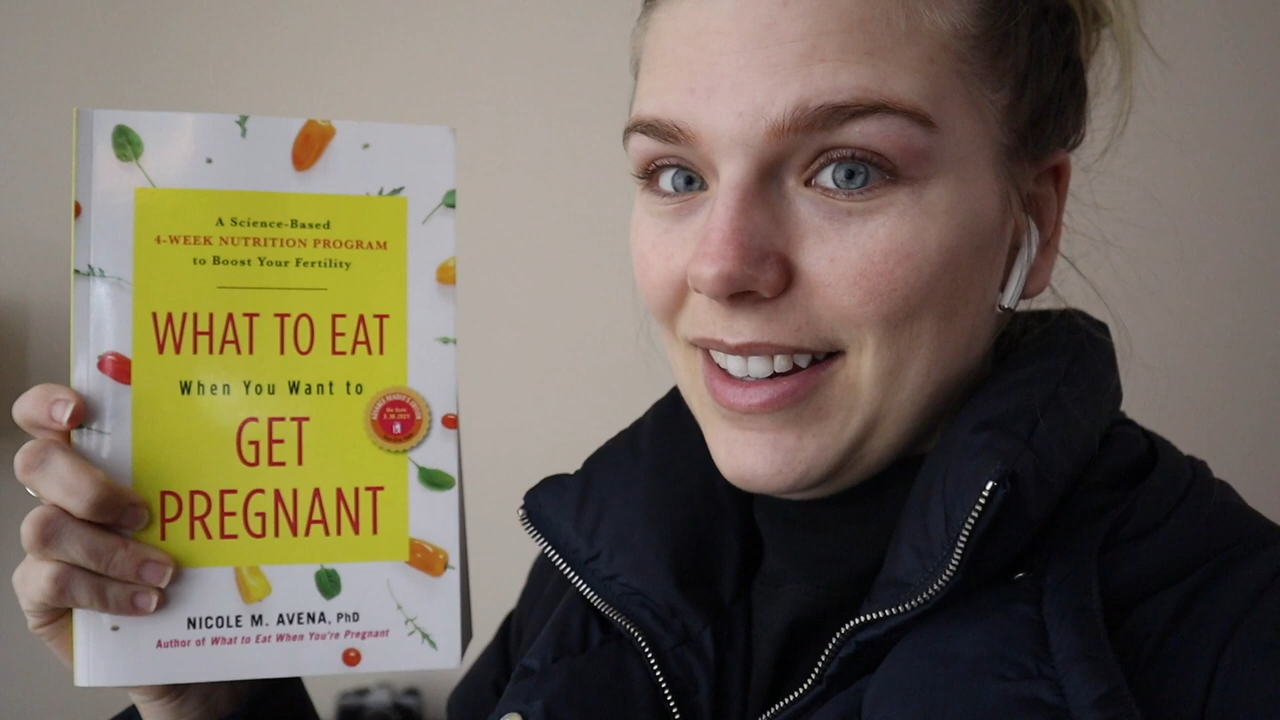 A Science-Based
4-WEEK NUTRITION PROGRAM
to Boost Your Fertility
WHAT TO EAT
When You Want to
GET
PREGNANT
NICOLE M. AVENA, PhD
Author of What to Eat When You're Pregnant